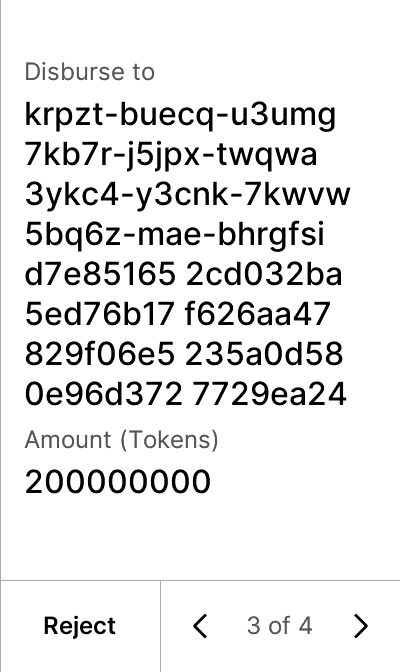 Disburse to
krpzt-buecq-u3umg
7kb7r-j5jpx-twqwa
3ykc4-y3cnk-7kwvw
5bq6z-mae-bhrgfsi
d7e85165 2cd032ba
5ed76b17 f626aa47
829f06e5 235a0d58
0e96d372 7729ea24
Amount (Tokens)
200000000
Reject
3 of 4